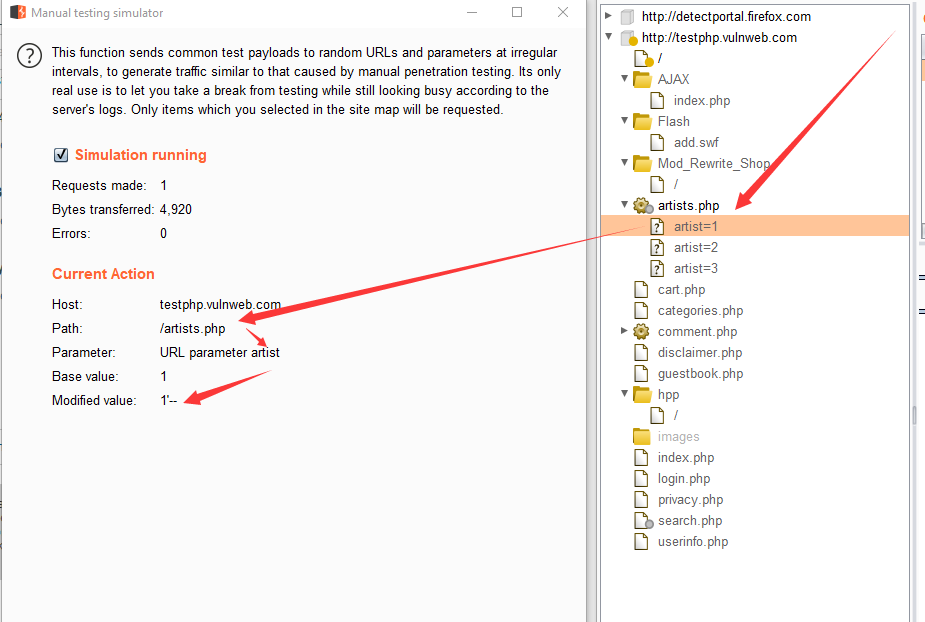 Manual testing simulator
This function sends common test payloads to random URLs and parameters at irregular
intervals, to generate traffic similar to that caused by manual penetration testing. Its only
real use is to let you take a break from testing while still looking busy according to the
server's logs. Only items which you selected in the site map will be requested.
Simulation running
Requests made: 1
Bytes transferred: 4,920
Errors: 0
Current Action
Host: testphp.vulnweb.com
Path: /artists.php
Parameter: URL parameter artist
Base value: 1
Modified value: 1'--
http://detectportal.firefox.com
http://testphp.vulnweb.com
/
AJAX
index.php
Flash
add.swf
Mod_Rewrite_Shop
/
artists.php
artist=1
artist=2
artist=3
cart.php
categories.php
comment.php
disclaimer.php
guestbook.php
hpp
/
images
index.php
login.php
privacy.php
search.php
userinfo.php